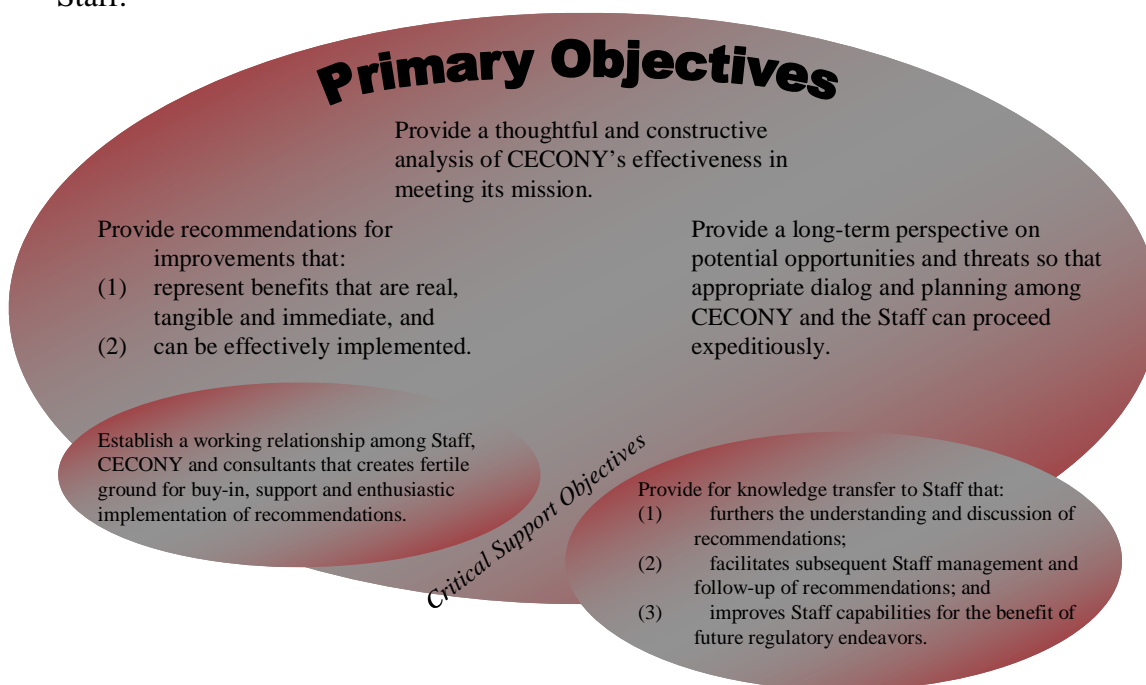 Staff.
Primary Objectives
Provide a thoughtful and constructive
analysis of CECONY’s effectiveness in
meeting its mission.
Provide recommendations for
improvements that:
(1) represent benefits that are real,
tangible and immediate, and
(2) can be effectively implemented.
Provide a long-term perspective on
potential opportunities and threats so that
appropriate dialog and planning among
CECONY and the Staff can proceed
expeditiously.
Establish a working relationship among Staff,
CECONY and consultants that creates fertile
ground for buy-in, support and enthusiastic
implementation of recommendations.
Critical Support Objectives
Provide for knowledge transfer to Staff that:
(1) furthers the understanding and discussion of
recommendations;
(2) facilitates subsequent Staff management and
follow-up of recommendations; and
(3) improves Staff capabilities for the benefit of
future regulatory endeavors.